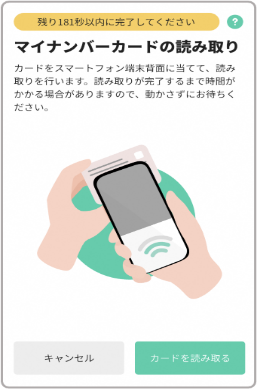 残り181秒以内に完了してください
?
マイナンバーカードの読み取り
カードをスマートフォン端末背面に当てて、読み
取りを行います。読み取りが完了するまで時間が
かかる場合がありますので、動かさずにお待ちく
ださい。
キャンセル
カードを読み取る